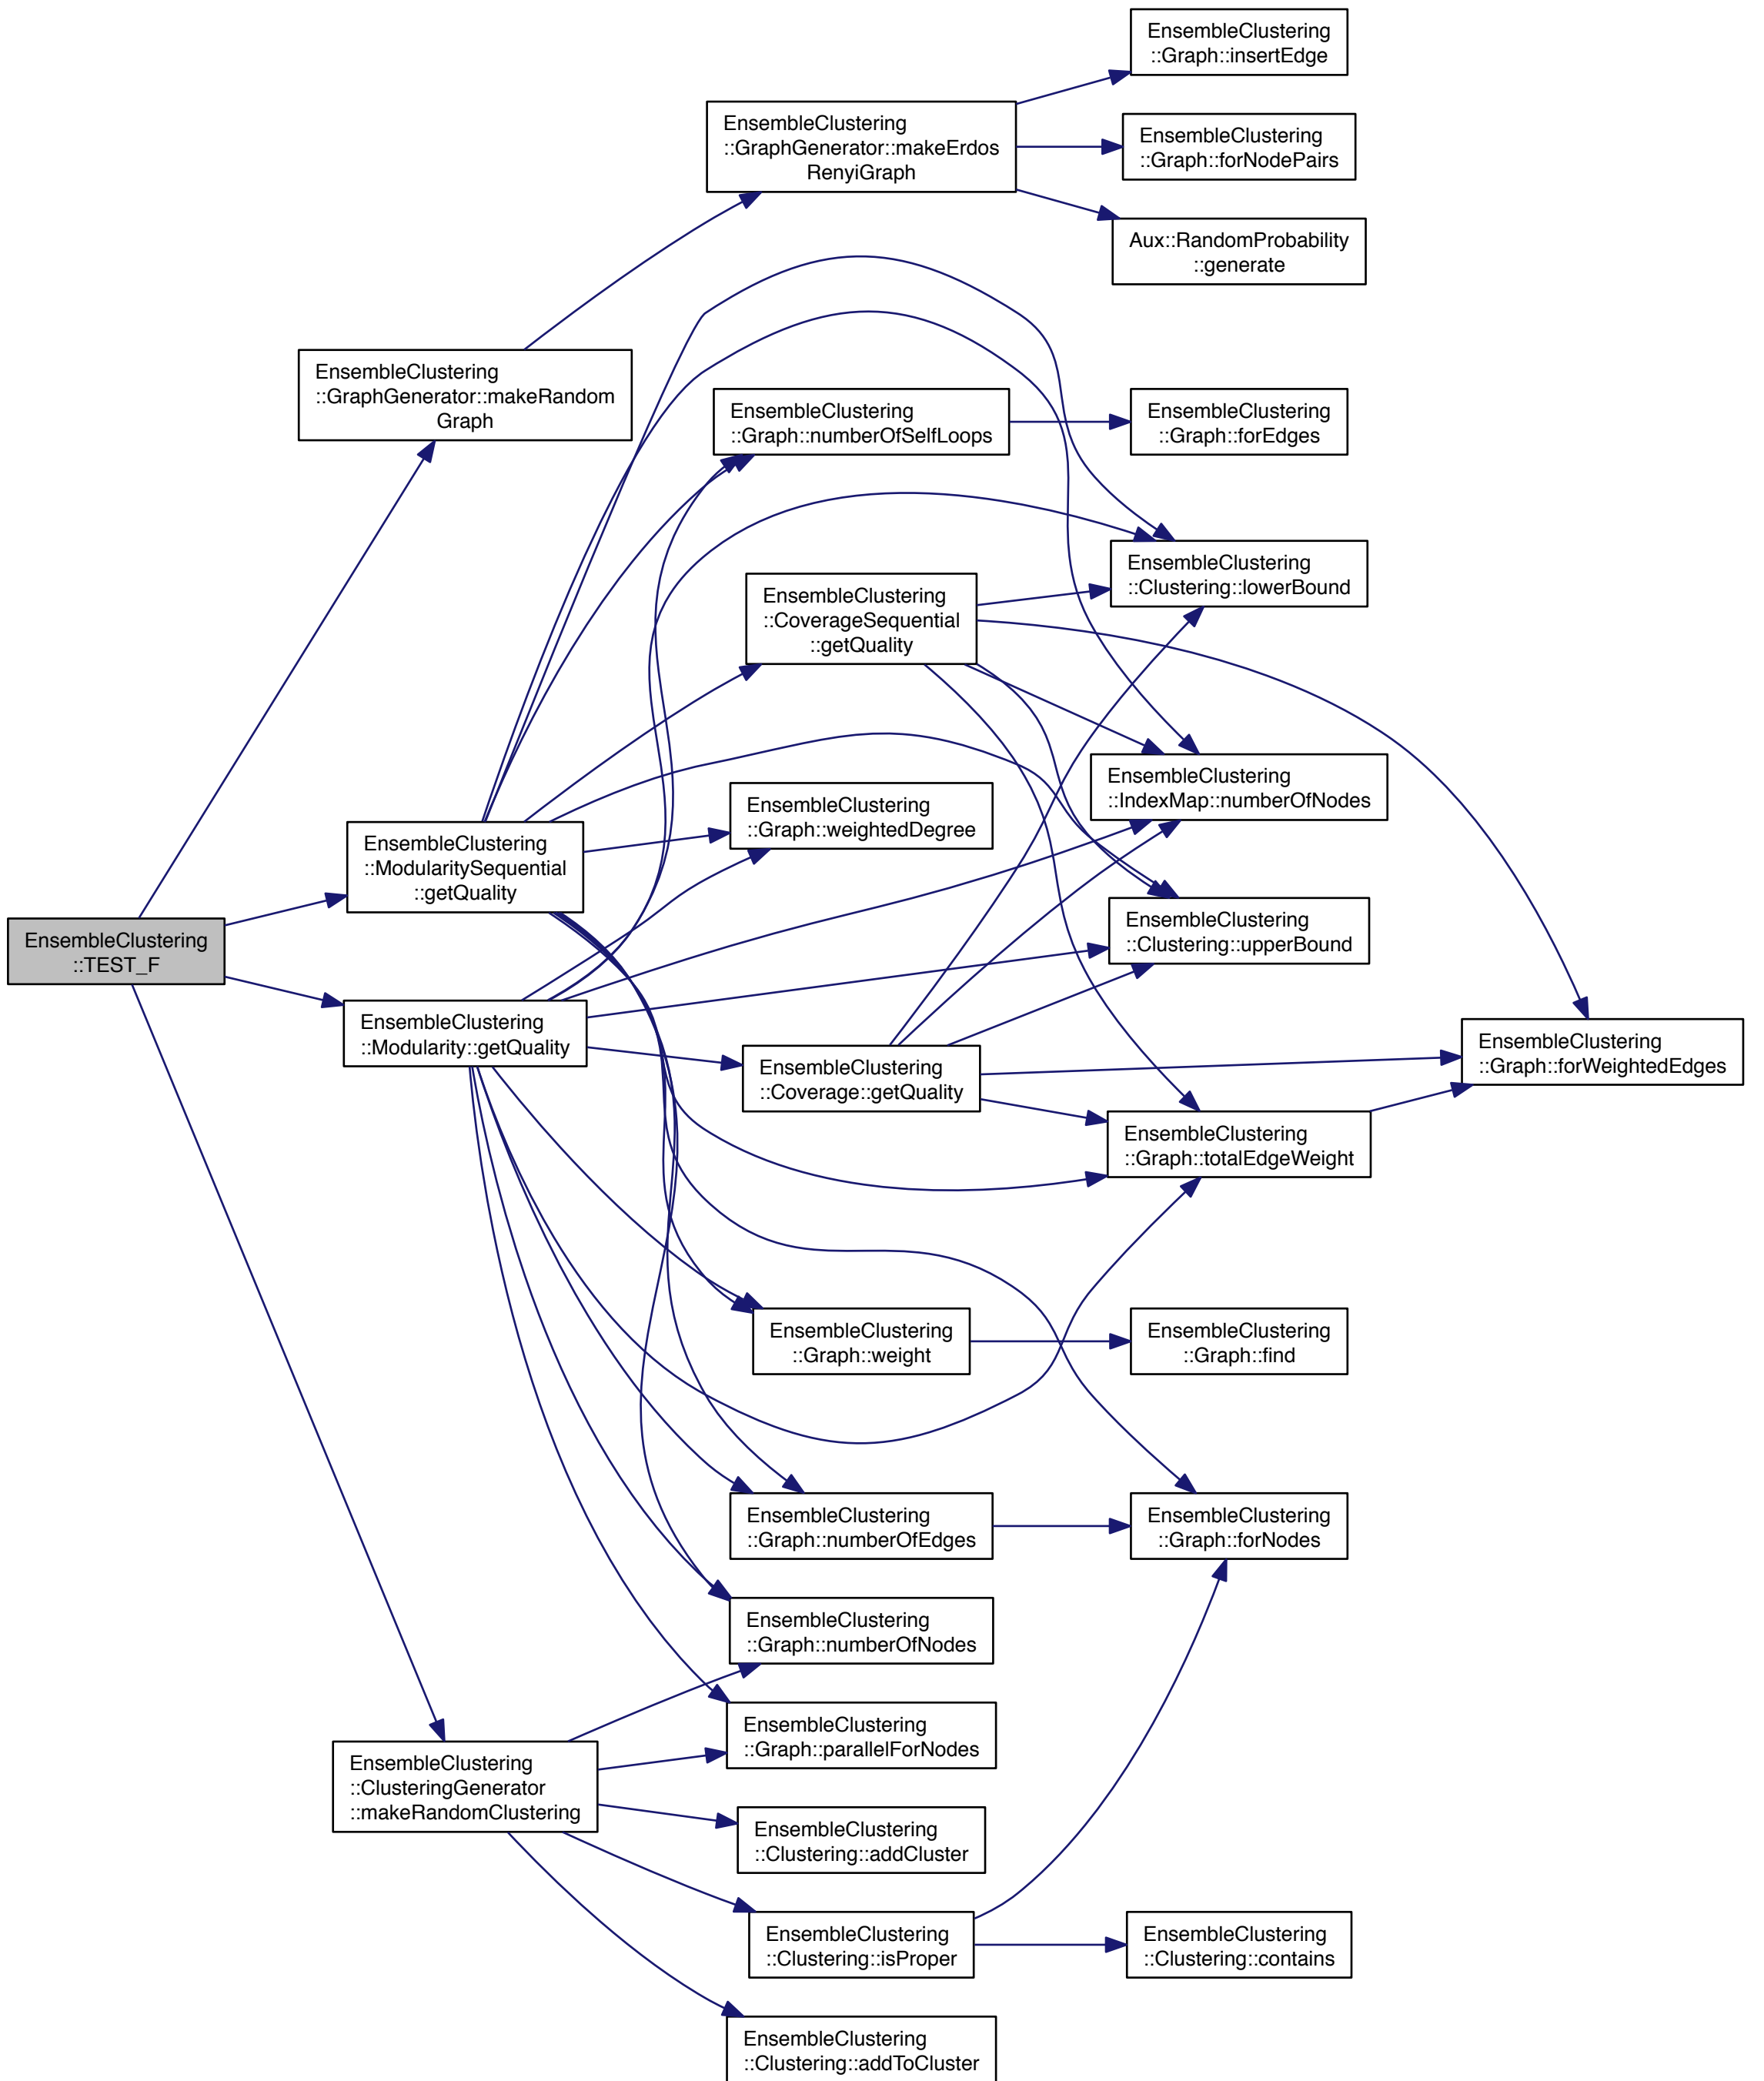 EnsembleClustering
::Graph::insertEdge
EnsembleClustering
::GraphGenerator::makeErdos
RenyiGraph
EnsembleClustering
::Graph::forNodePairs
Aux::RandomProbability
::generate
EnsembleClustering
::GraphGenerator::makeRandom
Graph
EnsembleClustering
::Graph::numberOfSelfLoops
EnsembleClustering
::Graph::forEdges
EnsembleClustering
::Clustering::lowerBound
EnsembleClustering
::CoverageSequential
::getQuality
EnsembleClustering
::IndexMap::numberOfNodes
EnsembleClustering
::Graph::weightedDegree
EnsembleClustering
::ModularitySequential
::getQuality
EnsembleClustering
::Clustering::upperBound
EnsembleClustering
::TEST_F
EnsembleClustering
::Modularity::getQuality
EnsembleClustering
::Graph::forWeightedEdges
EnsembleClustering
::Coverage::getQuality
EnsembleClustering
::Graph::totalEdgeWeight
EnsembleClustering
::Graph::weight
EnsembleClustering
::Graph::find
EnsembleClustering
::Graph::numberOfEdges
EnsembleClustering
::Graph::forNodes
EnsembleClustering
::Graph::numberOfNodes
EnsembleClustering
::Graph::parallelForNodes
EnsembleClustering
::ClusteringGenerator
::makeRandomClustering
EnsembleClustering
::Clustering::addCluster
EnsembleClustering
::Clustering::isProper
EnsembleClustering
::Clustering::contains
EnsembleClustering
::Clustering::addToCluster